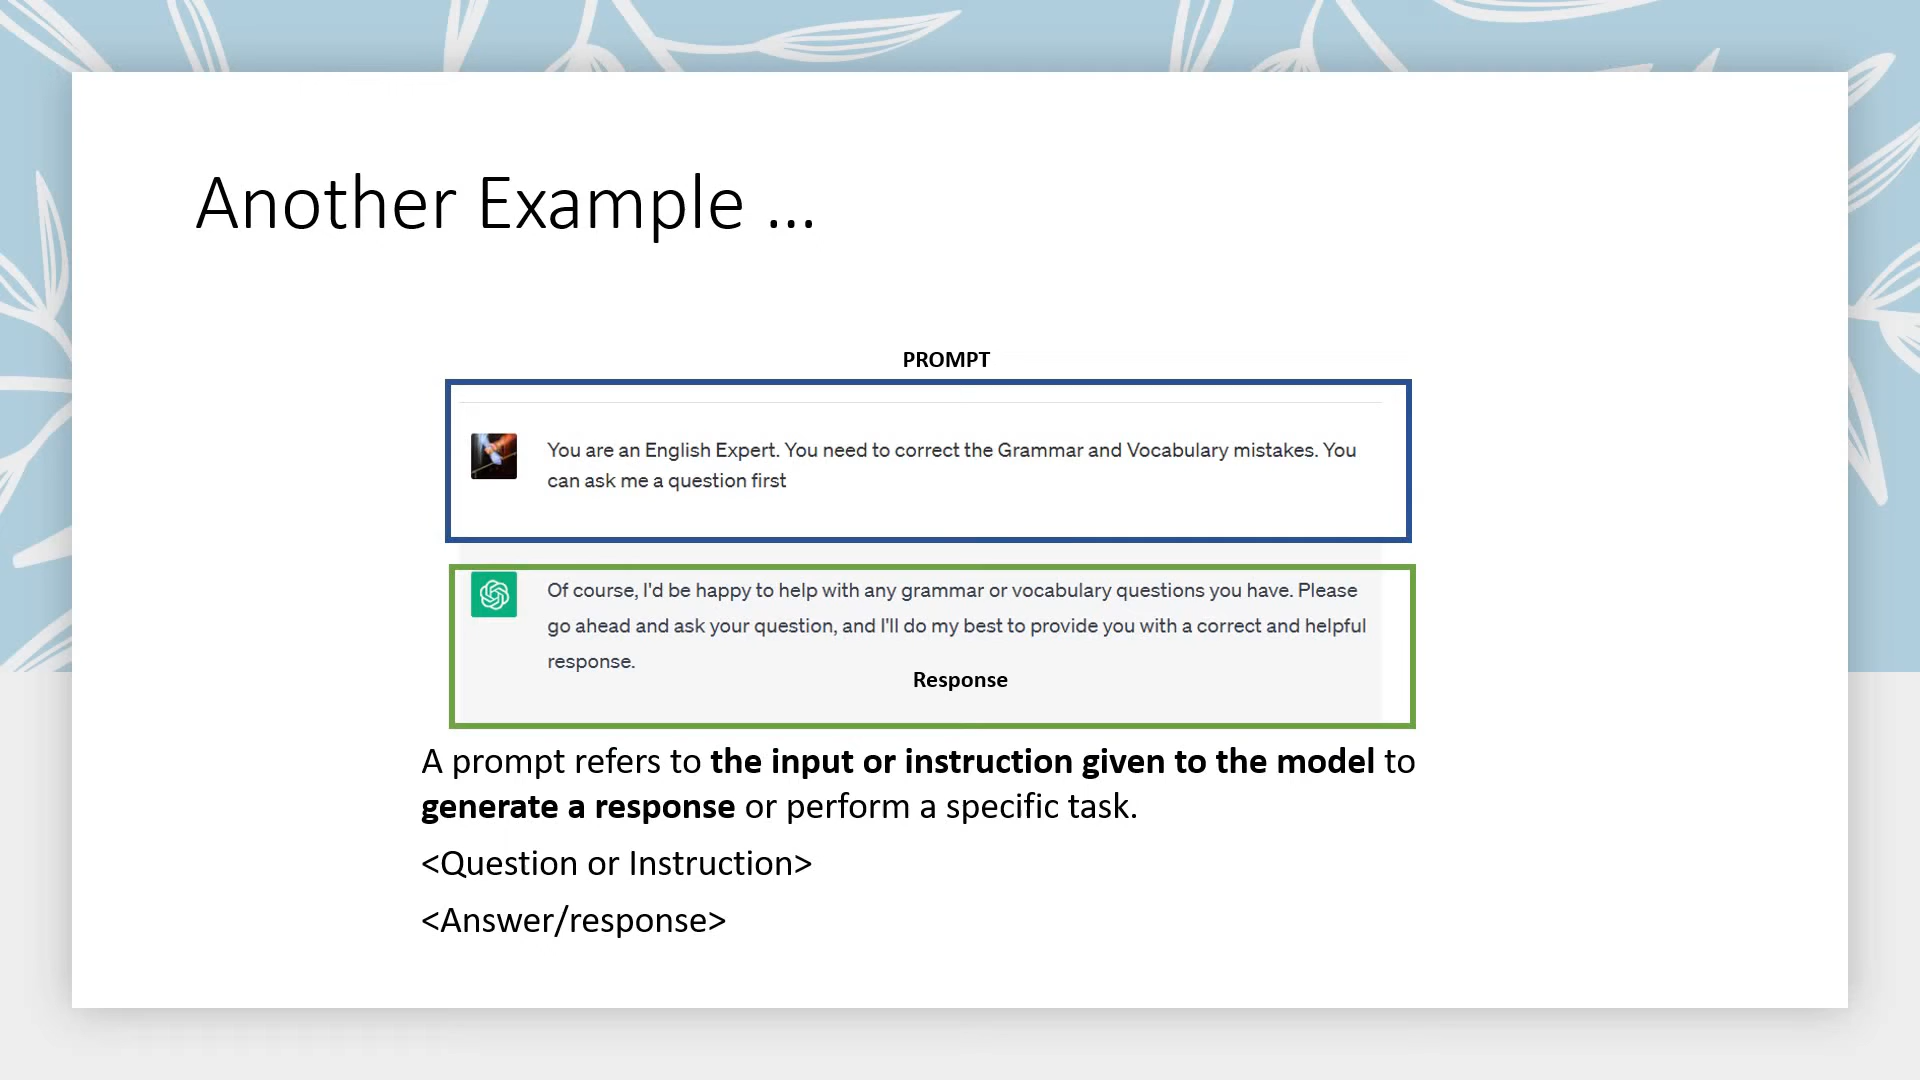 Another Example ...
PROMPT
You are an English Expert. You need to correct the Grammar and Vocabulary mistakes. You
can ask me a question first
Of course, I'd be happy to help with any grammar or vocabulary questions you have. Please
go ahead and ask your question, and I'll do my best to provide you with a correct and helpful
response.
Response
A prompt refers to the input or instruction given to the model to
generate a response or perform a specific task.
<Question or Instruction>
<Answer/response>